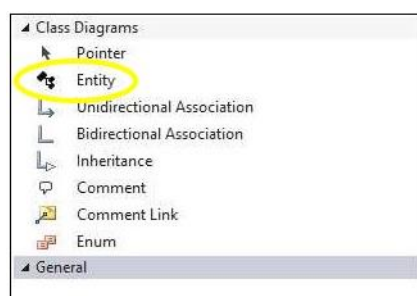 Class Diagrams
Pointer
Entity
Unidirectional Association
Bidirectional Association
Inheritance
Comment
Comment Link
Enum
General